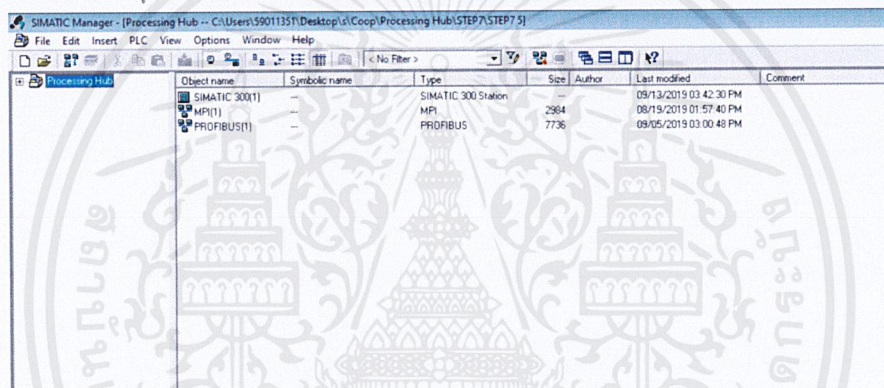 SIMATIC Manager - [Processing Hub -- C:\Users\59011351\Desktop\s\Coop\Processing Hub\STEP7\STEP7 5]
File Edit Insert PLC View Options Window Help
< No Filter >
Processing Hub
Object name Symbolic name Type Size Author Last modified Comment
SIMATIC 300(1) --- SIMATIC 300 Station --- 09/13/2019 03:42:30 PM
MPI(1) --- MPI 2984 08/19/2019 01:57:40 PM
PROFIBUS(1) --- PROFIBUS 7736 09/05/2019 03:00:48 PM